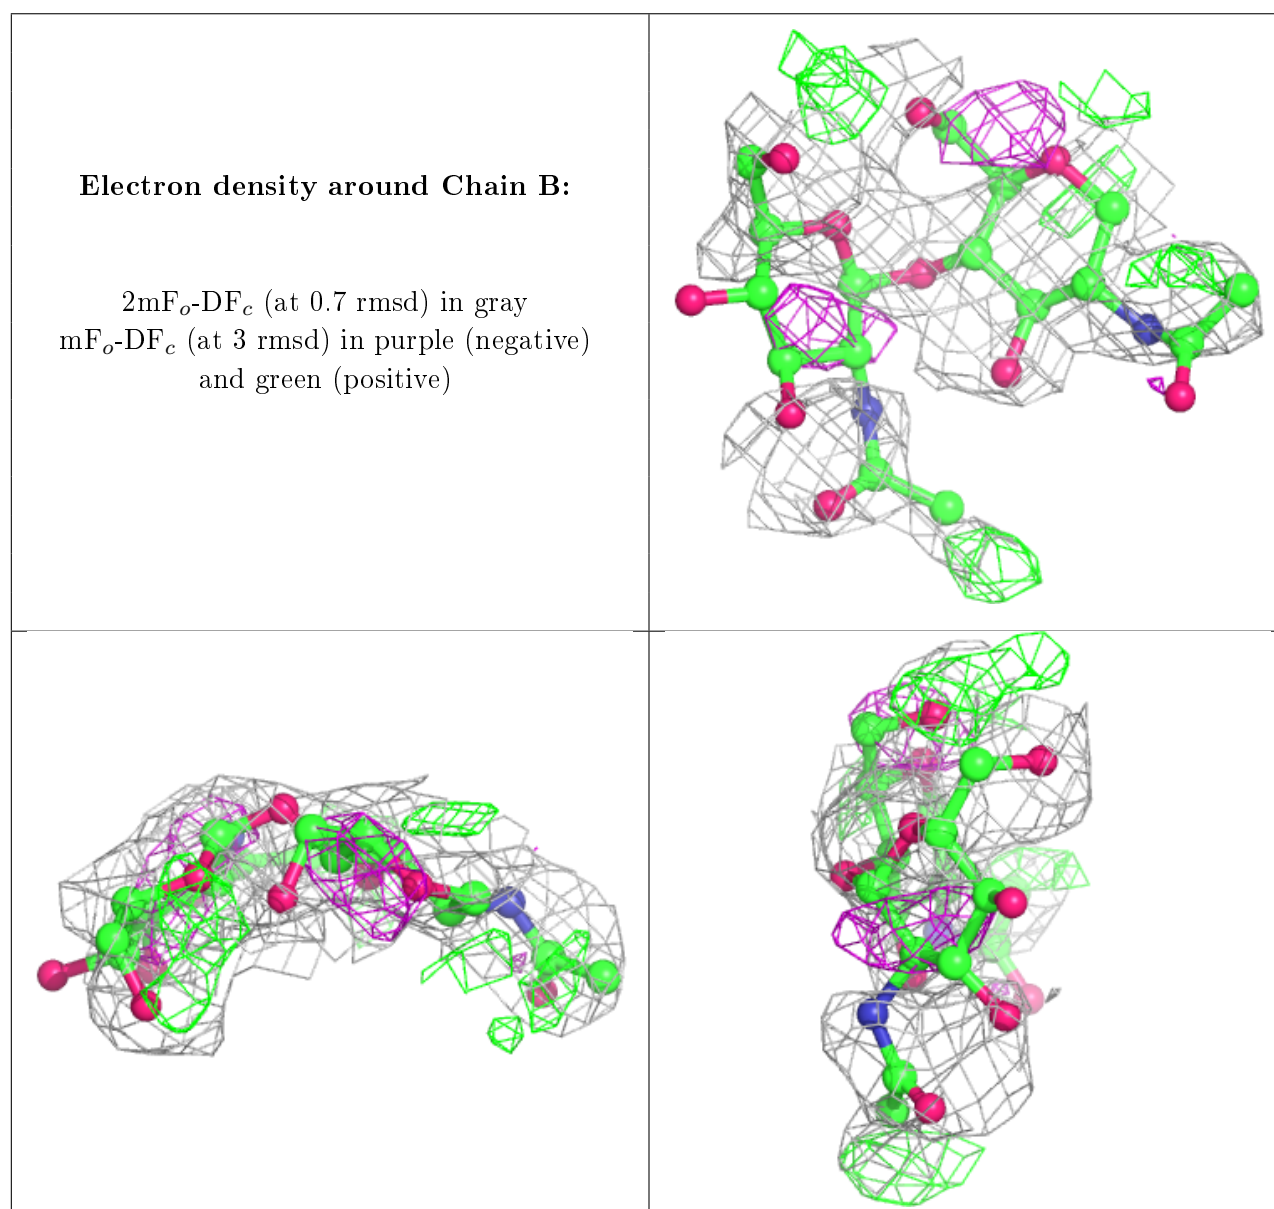 Electron density around Chain B:
2mFo-DFc (at 0.7 rmsd) in gray
mFo-DFc (at 3 rmsd) in purple (negative)
and green (positive)